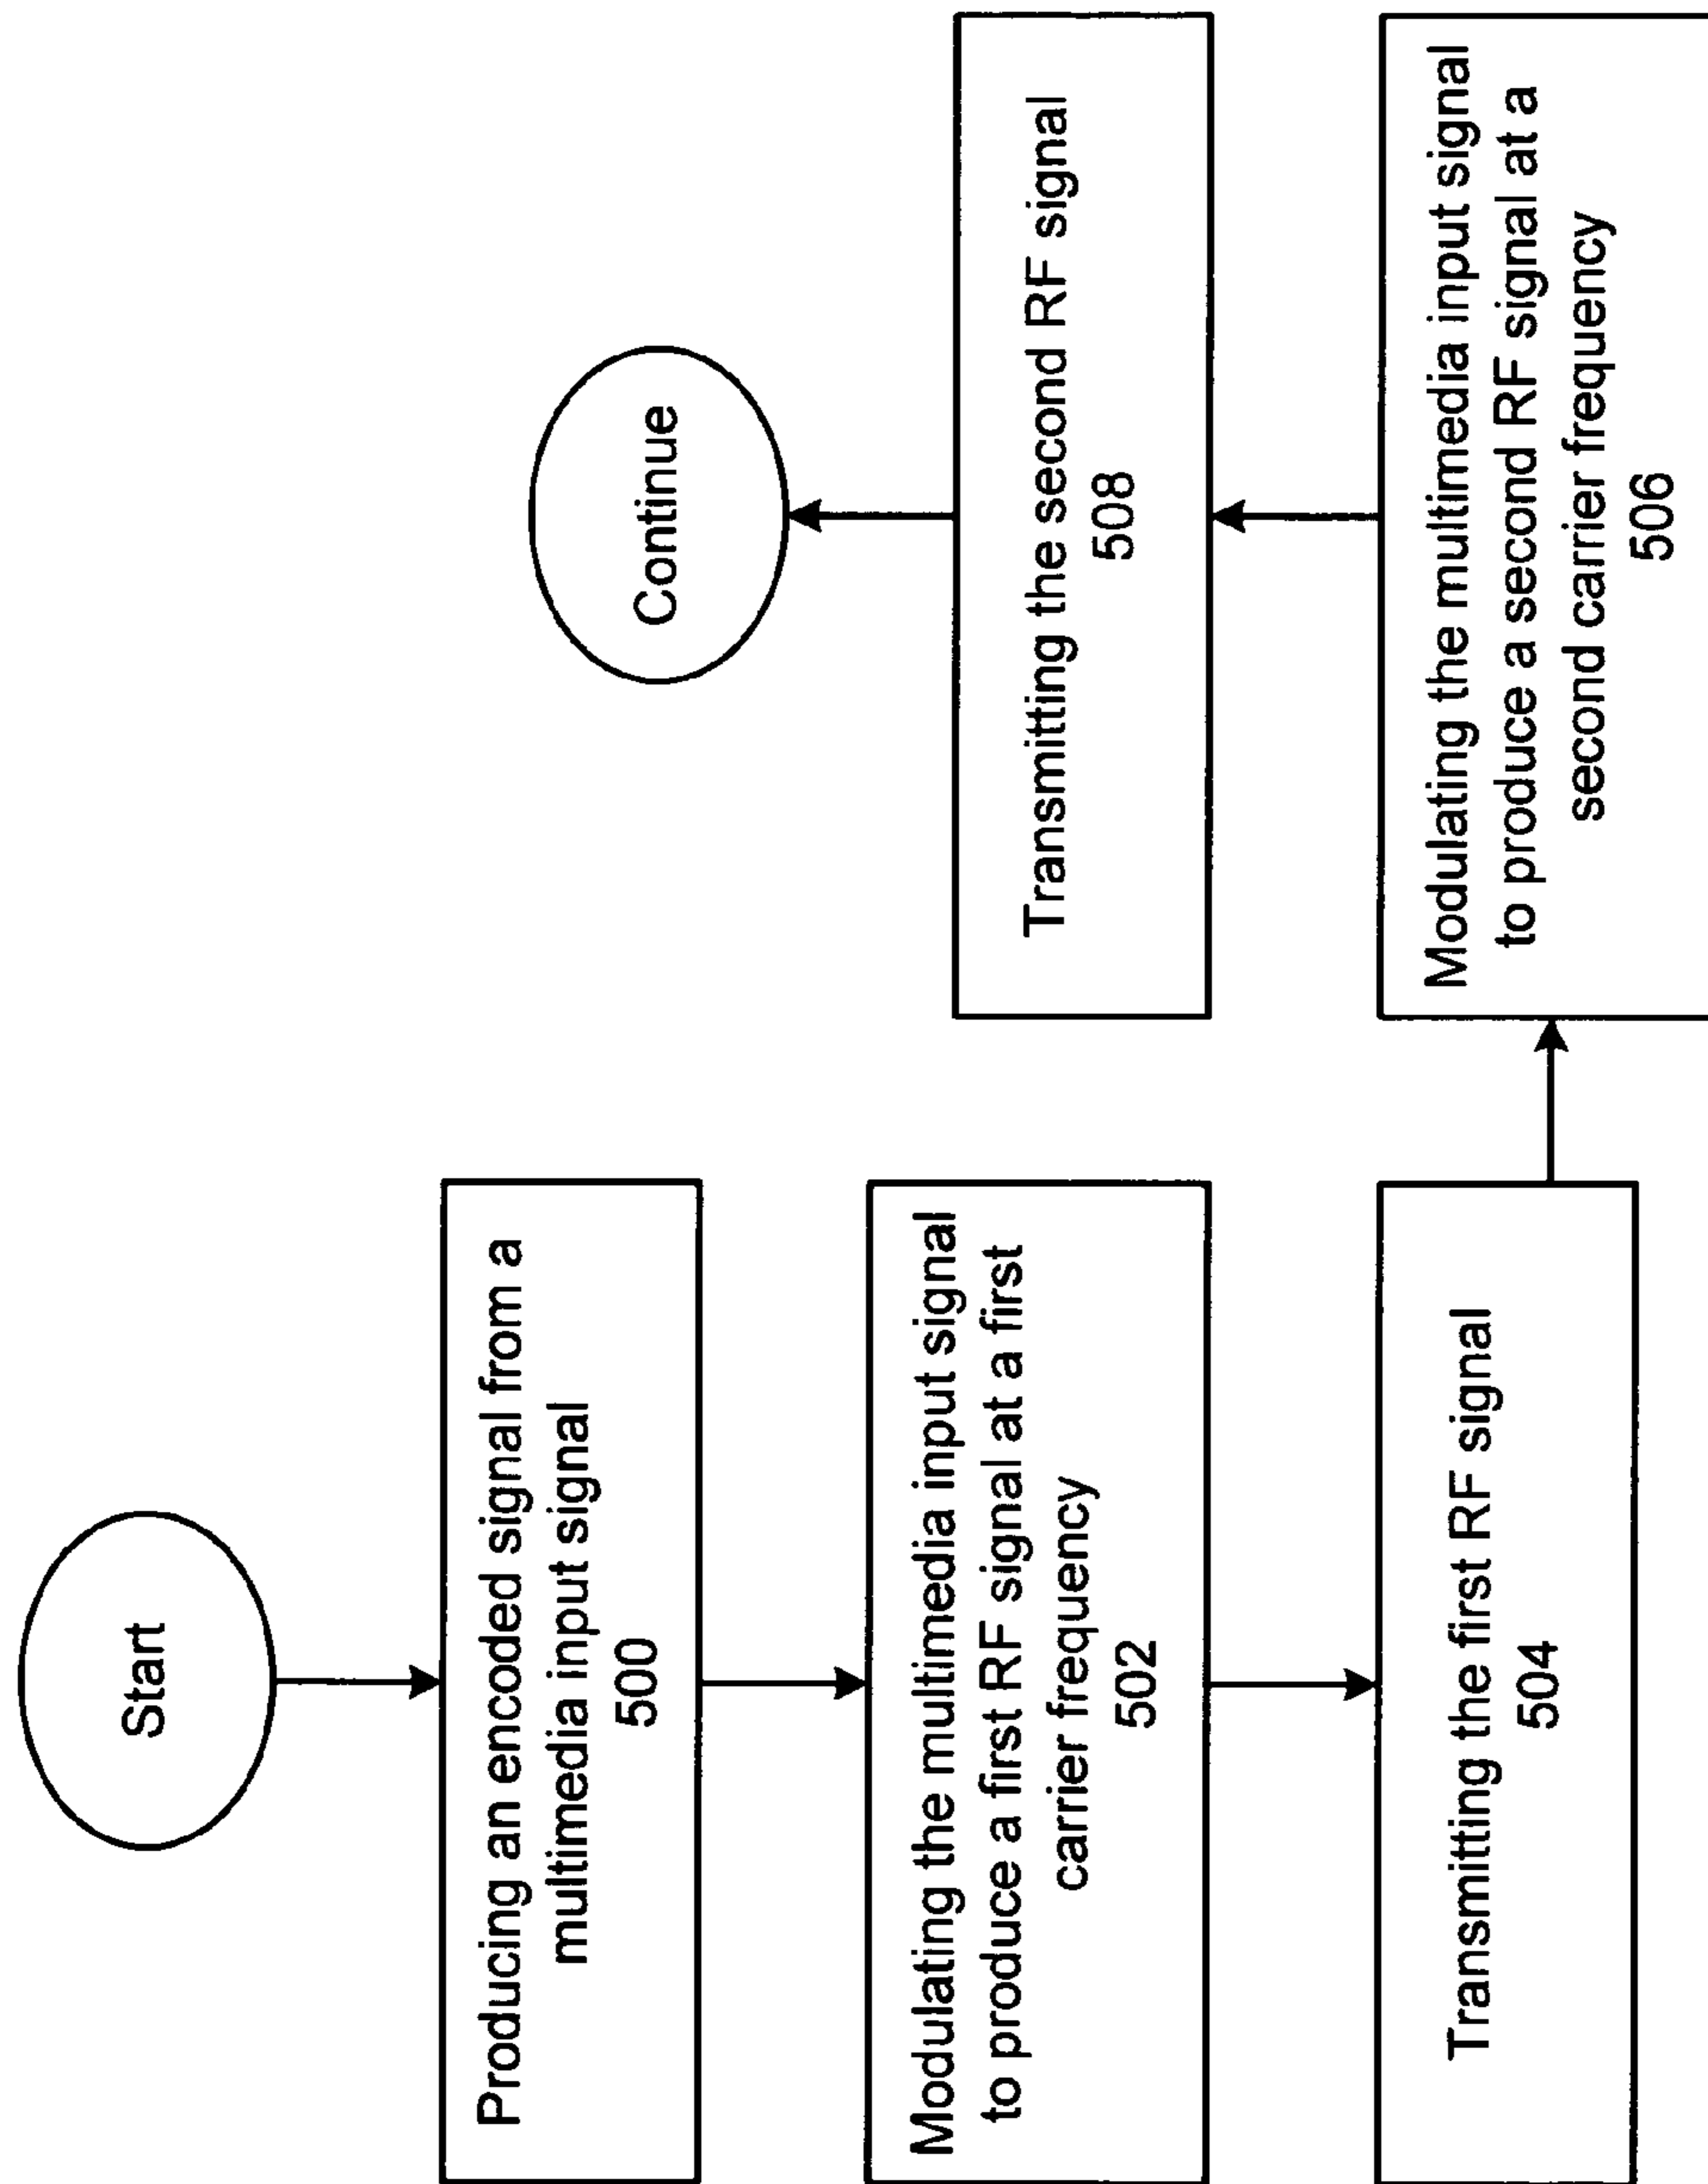 Start
Producing an encoded signal from a
multimedia input signal
500
Modulating the multimedia input signal
to produce a first RF signal at a first
carrier frequency
502
Transmitting the first RF signal
504
Modulating the multimedia input signal
to produce a second RF signal at a
second carrier frequency
506
Transmitting the second RF signal
508
Continue